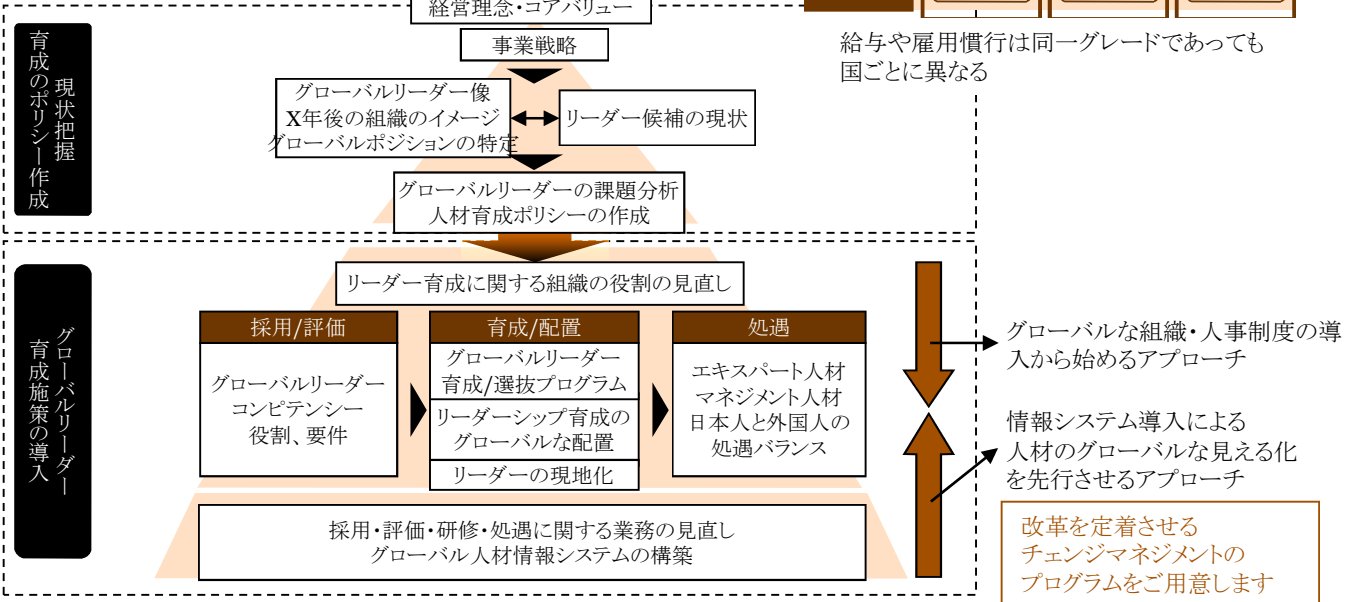 経営理念・コアバリュー
事業戦略
給与や雇用慣行は同一グレードであっても
国ごとに異なる
現状把握
育成のポリシー作成
グローバルリーダー像
X年後の組織のイメージ
グローバルポジションの特定
リーダー候補の現状
グローバルリーダーの課題分析
人材育成ポリシーの作成
グローバルリーダー
育成施策の導入
リーダー育成に関する組織の役割の見直し
採用/評価
グローバルリーダー
コンピテンシー
役割、要件
育成/配置
グローバルリーダー
育成/選抜プログラム
リーダーシップ育成の
グローバルな配置
リーダーの現地化
処遇
エキスパート人材
マネジメント人材
日本人と外国人の
処遇バランス
採用・評価・研修・処遇に関する業務の見直し
グローバル人材情報システムの構築
グローバルな組織・人事制度の導
入から始めるアプローチ
情報システム導入による
人材のグローバルな見える化
を先行させるアプローチ
改革を定着させる
チェンジマネジメントの
プログラムをご用意します